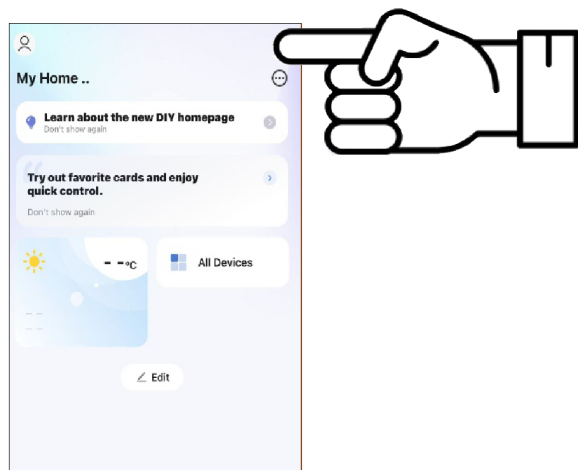 My Home ..
Learn about the new DIY homepage
Don't show again
Try out favorite cards and enjoy
quick control.
Don't show again
- - °C
All Devices
- -
- -
Edit